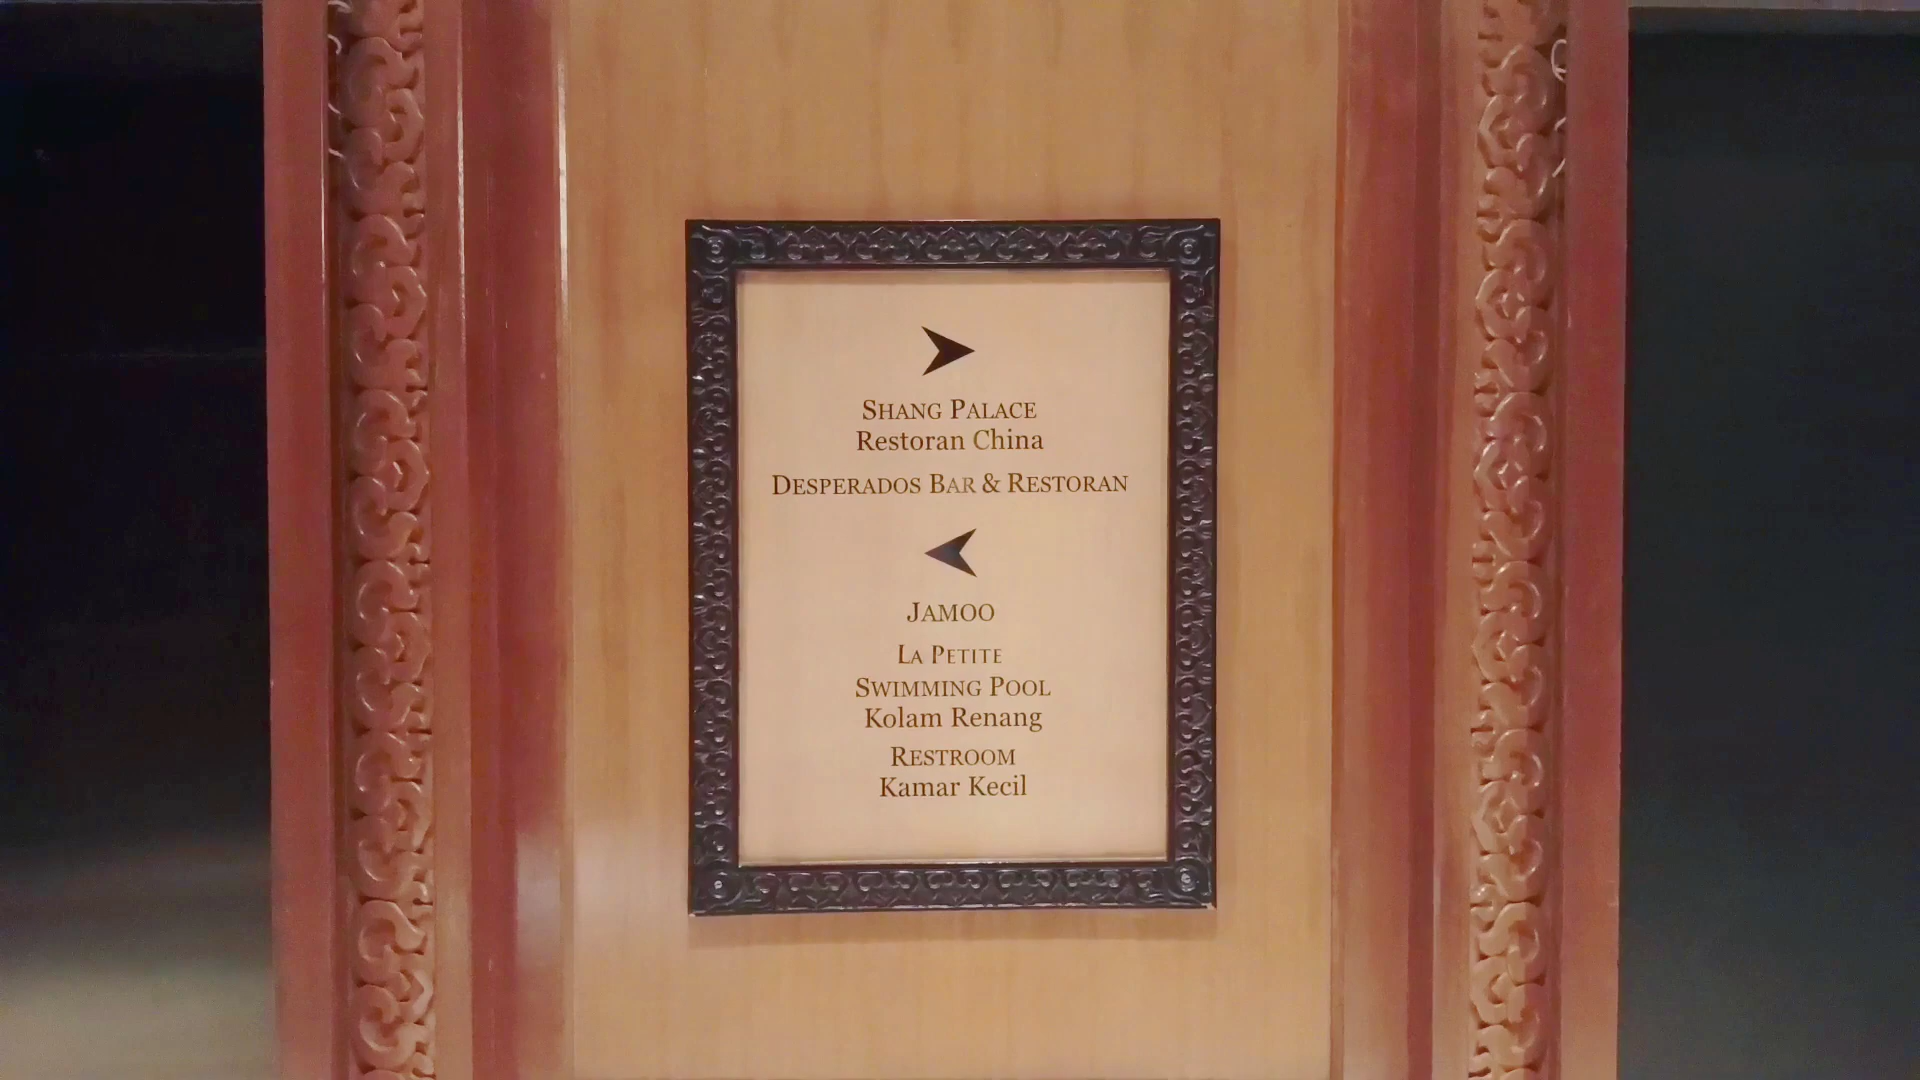 SHANG PALACE
Restoran China
DESPERADOS BAR & RESTORAN
JAMOO
LA PETITE
SWIMMING POOL
Kolam Renang
RESTROOM
Kamar Kecil